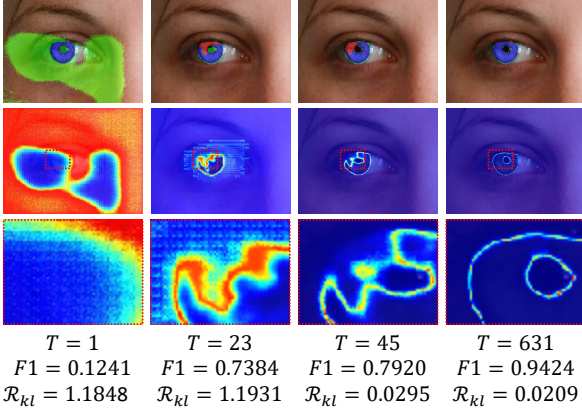 T = 1 T = 23 T = 45 T = 631
F1 = 0.1241 F1 = 0.7384 F1 = 0.7920 F1 = 0.9424
ℛ_kl = 1.1848 ℛ_kl = 1.1931 ℛ_kl = 0.0295 ℛ_kl = 0.0209